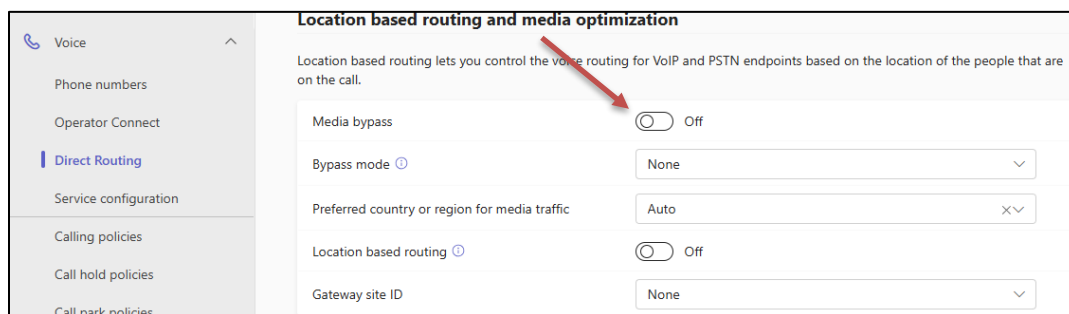 Voice
Phone numbers
Operator Connect
Direct Routing
Service configuration
Calling policies
Call hold policies
Call park policies
Location based routing and media optimization
Location based routing lets you control the voice routing for VoIP and PSTN endpoints based on the location of the people that are
on the call.
Media bypass Off
Bypass mode None
Preferred country or region for media traffic Auto
Location based routing Off
Gateway site ID None